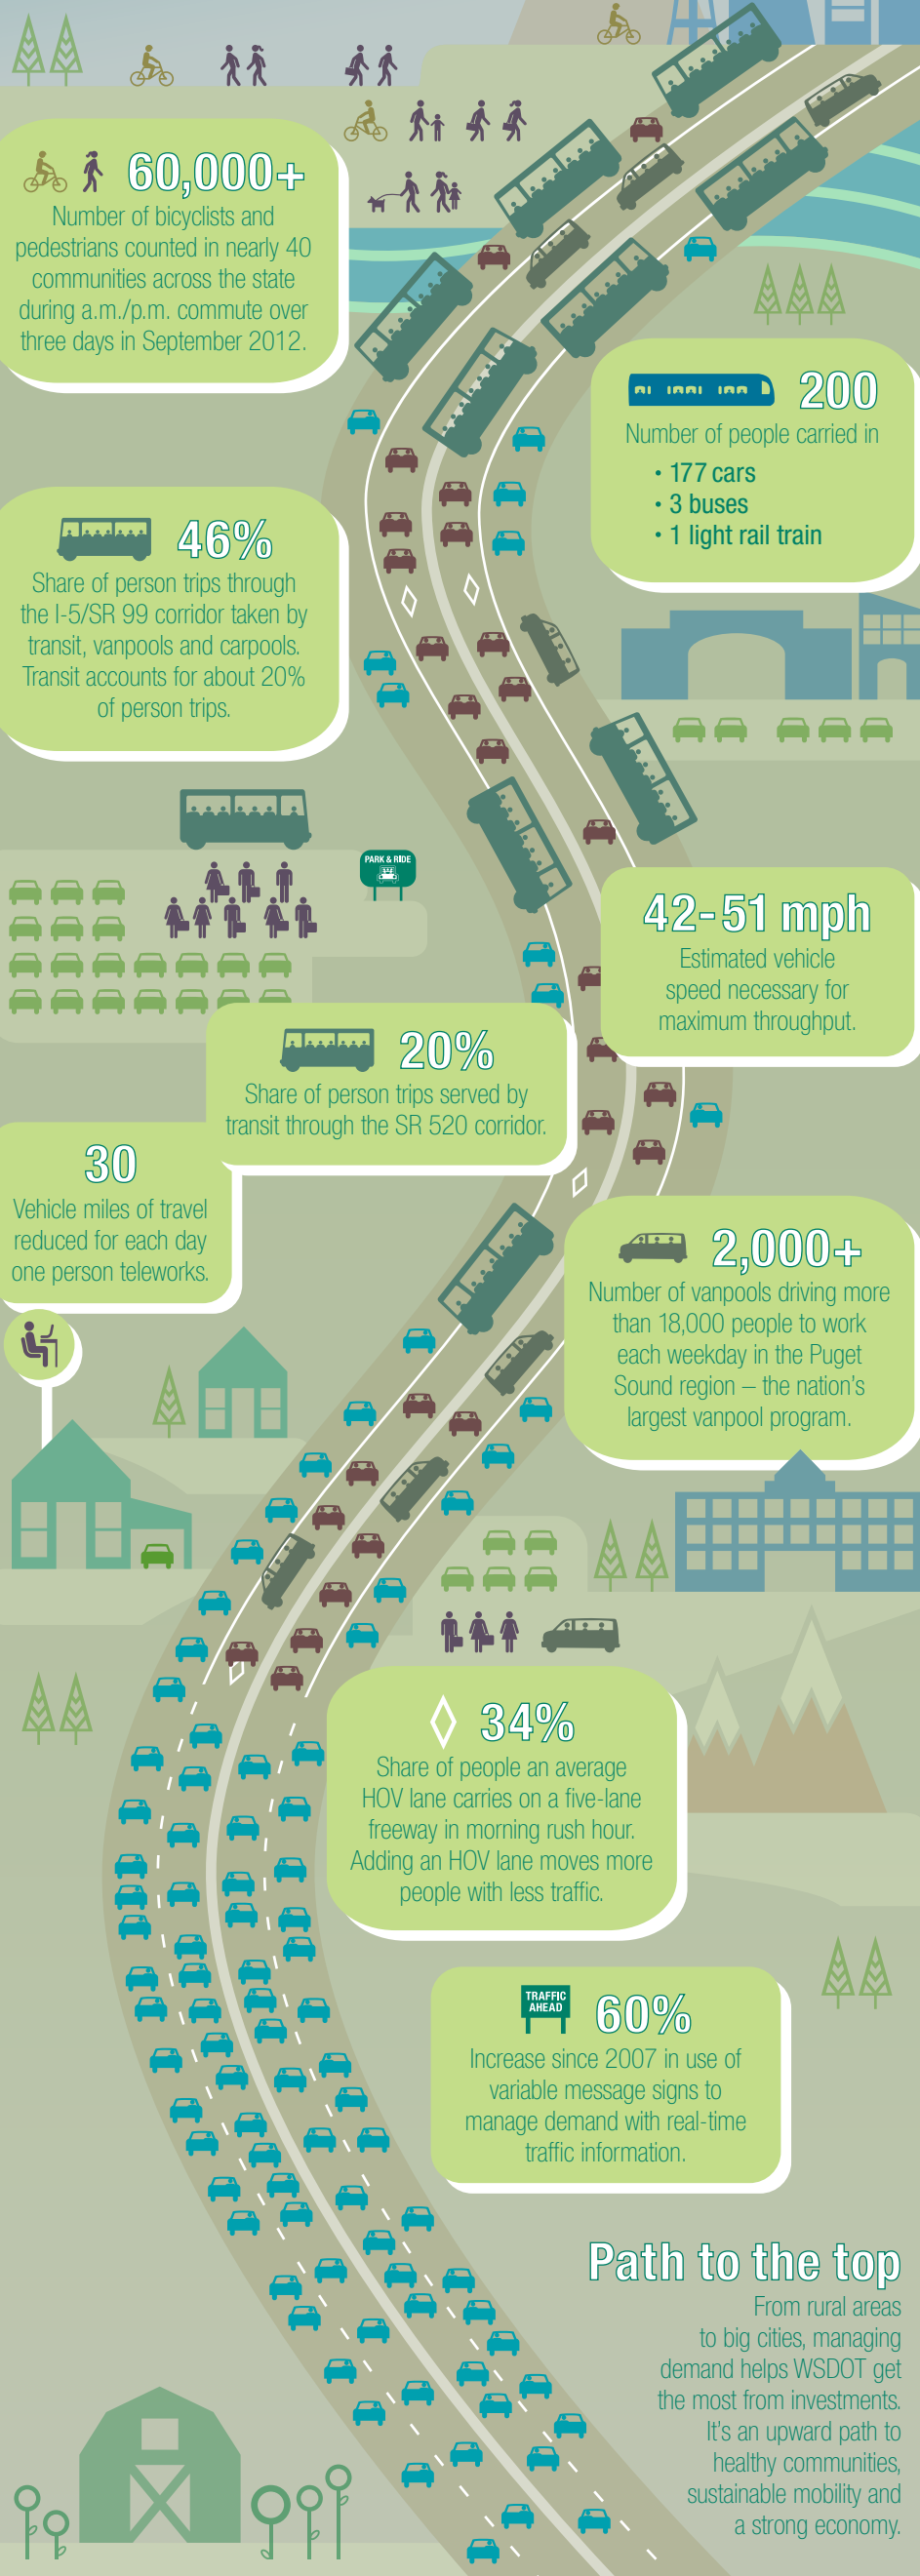 60,000+
Number of bicyclists and
pedestrians counted in nearly 40
communities across the state
during a.m./p.m. commute over
three days in September 2012.
200
Number of people carried in
• 177 cars
• 3 buses
• 1 light rail train
46%
Share of person trips through
the I-5/SR 99 corridor taken by
transit, vanpools and carpools.
Transit accounts for about 20%
of person trips.
PARK & RIDE
42-51 mph
Estimated vehicle
speed necessary for
maximum throughput.
20%
Share of person trips served by
transit through the SR 520 corridor.
30
Vehicle miles of travel
reduced for each day
one person teleworks.
2,000+
Number of vanpools driving more
than 18,000 people to work
each weekday in the Puget
Sound region – the nation's
largest vanpool program.
34%
Share of people an average
HOV lane carries on a five-lane
freeway in morning rush hour.
Adding an HOV lane moves more
people with less traffic.
TRAFFIC
AHEAD
60%
Increase since 2007 in use of
variable message signs to
manage demand with real-time
traffic information.
Path to the top
From rural areas
to big cities, managing
demand helps WSDOT get
the most from investments.
It's an upward path to
healthy communities,
sustainable mobility and
a strong economy.